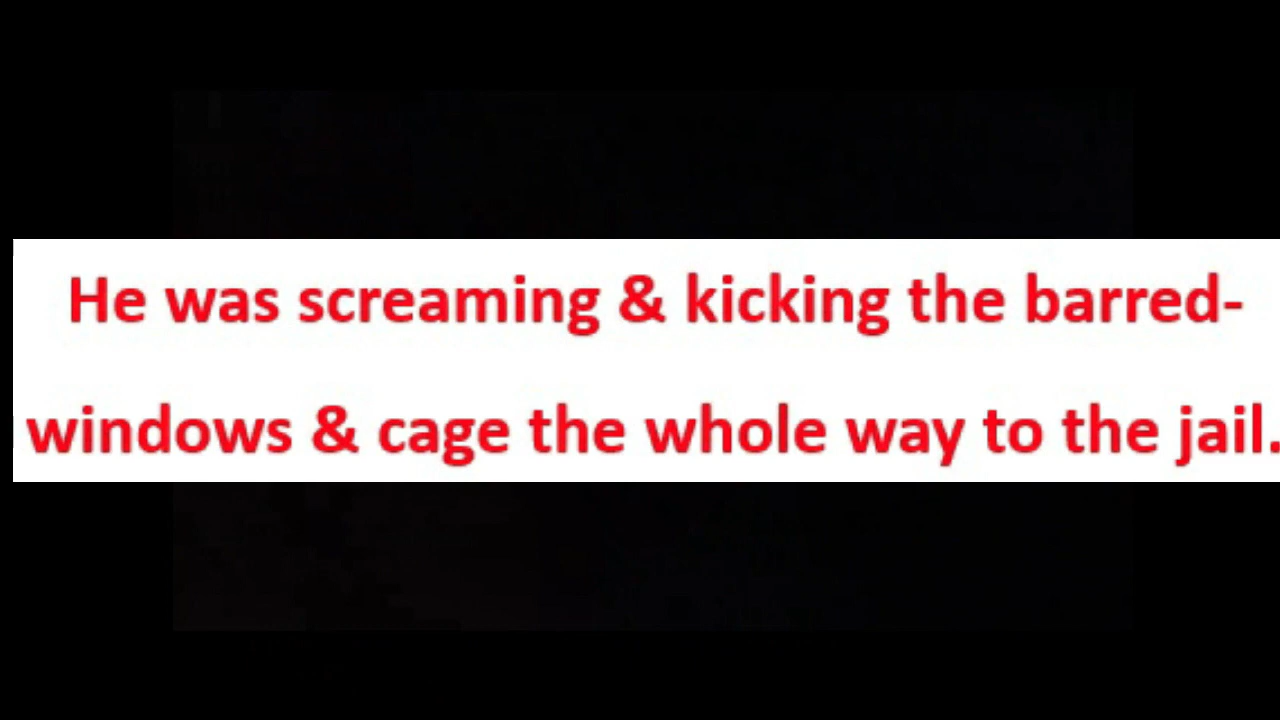 He was screaming & kicking the barred-
windows & cage the whole way to the jail.